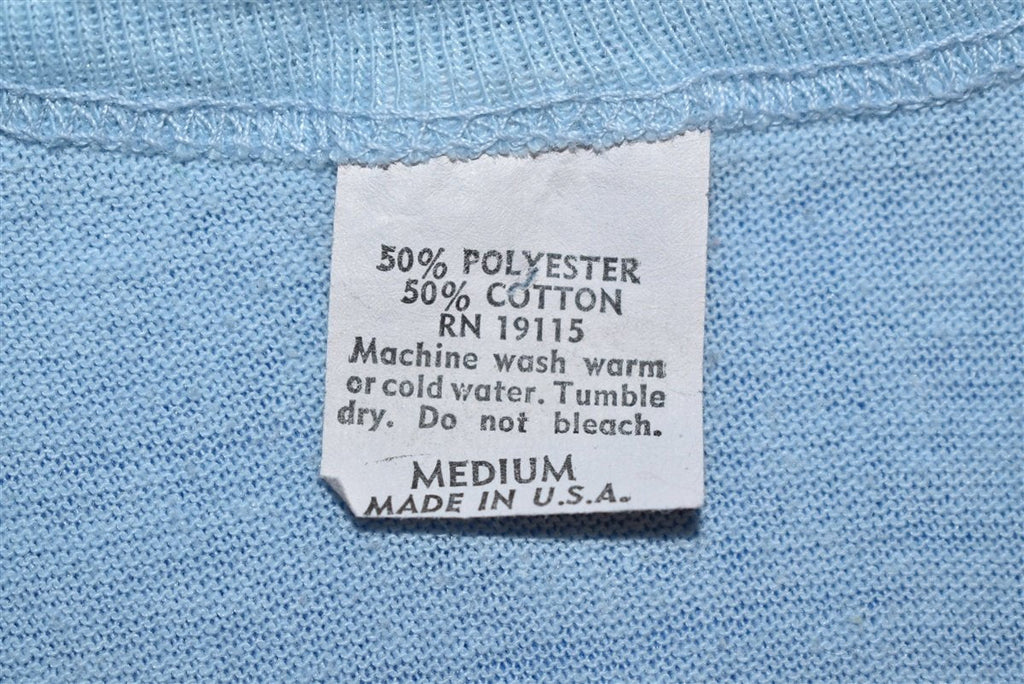 50% POLYESTER
50% COTTON
RN 19115
Machine wash warm
or cold water. Tumble
dry. Do not bleach.
MEDIUM
MADE IN U.S.A.